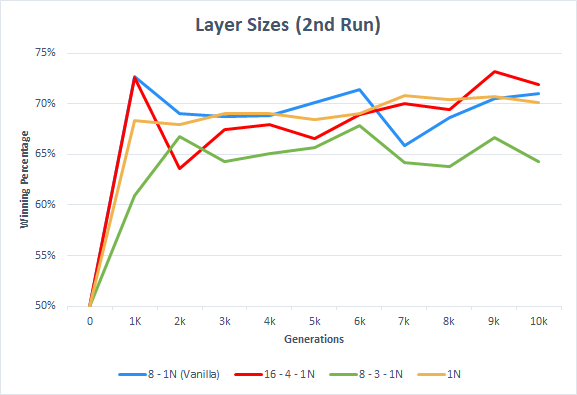 Layer Sizes (2nd Run)
75%
70%
65%
60%
55%
50%
Winning Percentage
0 1k 2k 3k 4k 5k 6k 7k 8k 9k 10k
Generations
8 - 1N (Vanilla) 16 - 4 - 1N 8 - 3 - 1N 1N